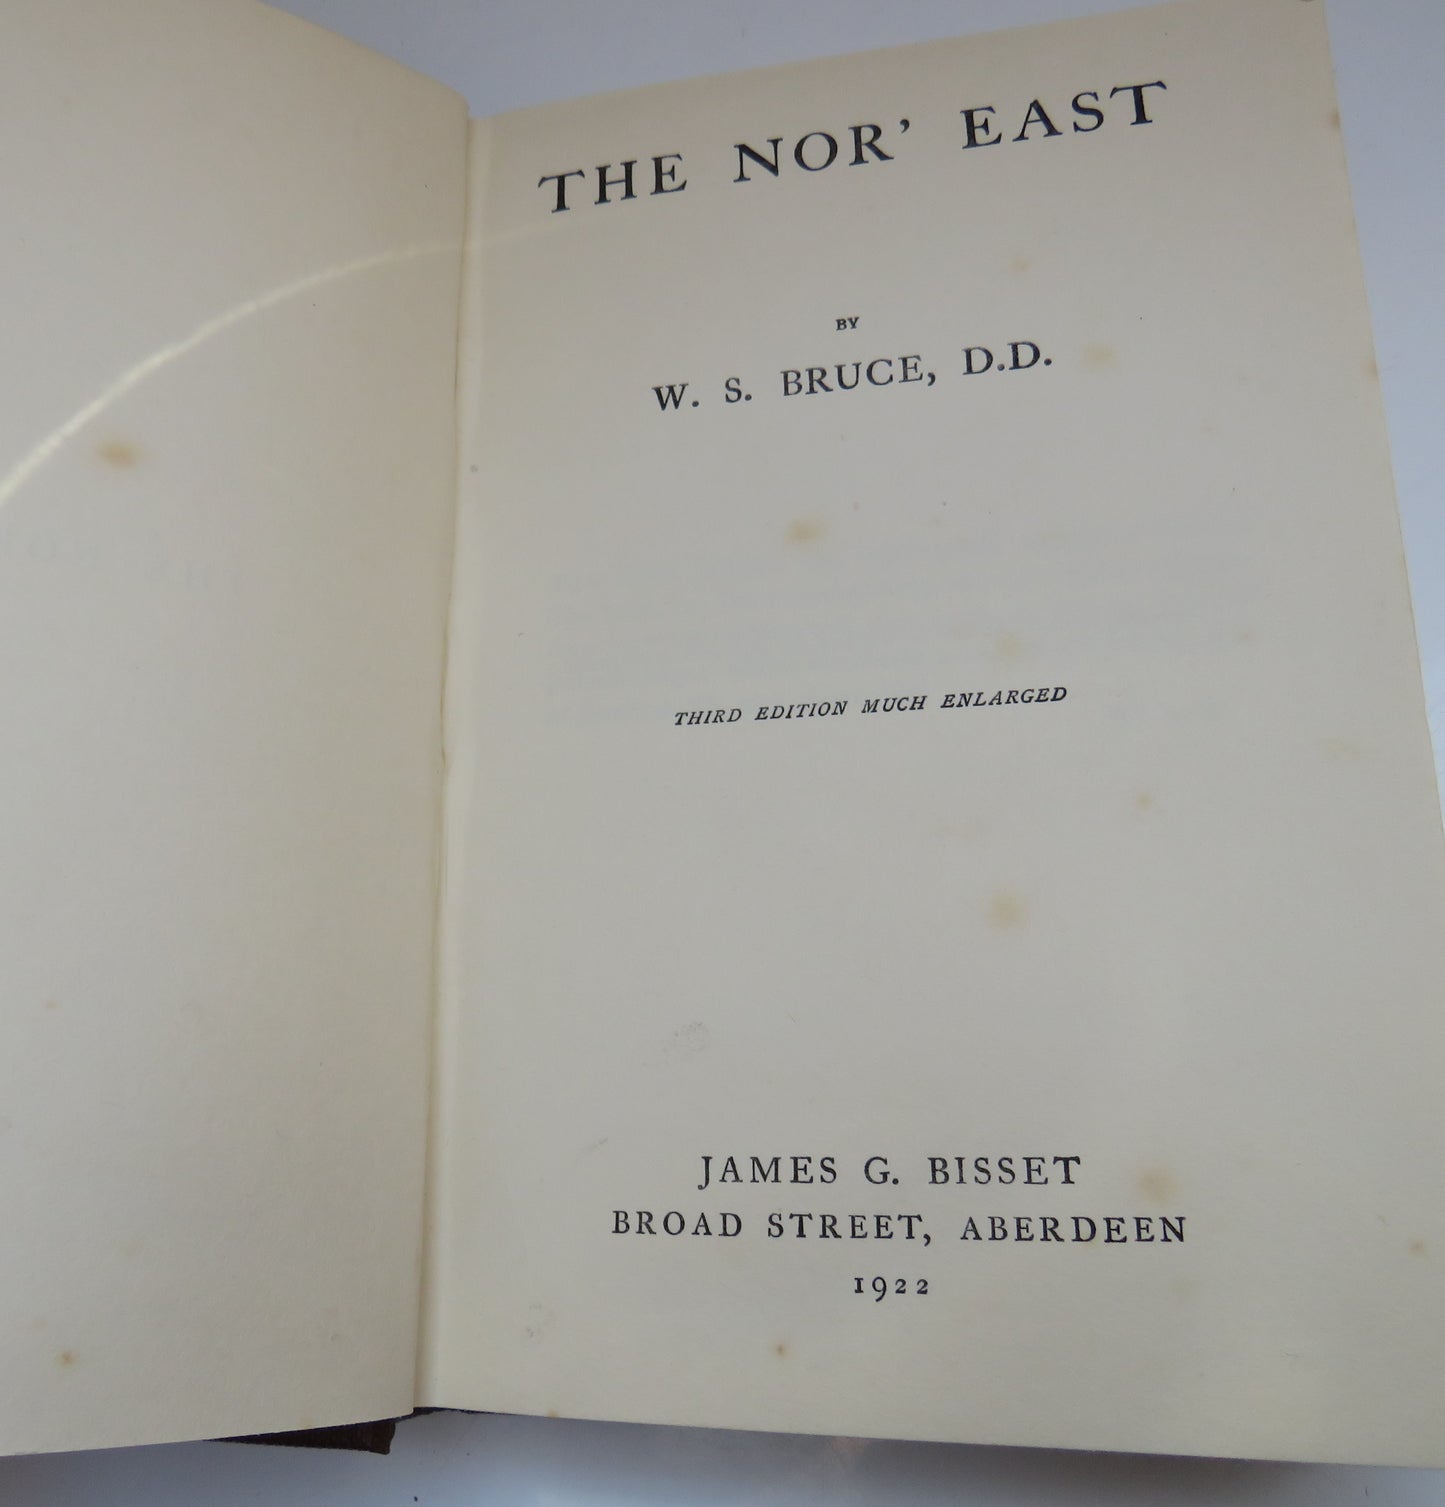 THE NOR' EAST
BY
W. S. BRUCE, D.D.
THIRD EDITION MUCH ENLARGED
JAMES G. BISSET
BROAD STREET, ABERDEEN
1922